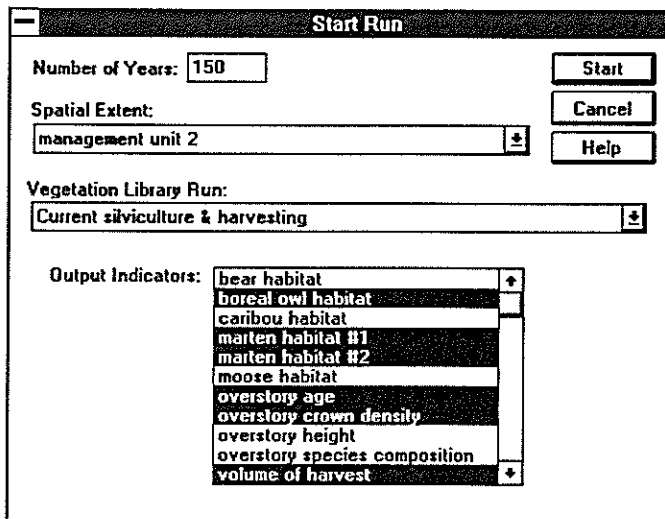 Start Run
Number of Years: 150
Start
Spatial Extent:
Cancel
management unit 2
Help
Vegetation Library Run:
Current silviculture & harvesting
Output Indicators:
bear habitat
boreal owl habitat
caribou habitat
marten habitat #1
marten habitat #2
moose habitat
overstory age
overstory crown density
overstory height
overstory species composition
volume of harvest